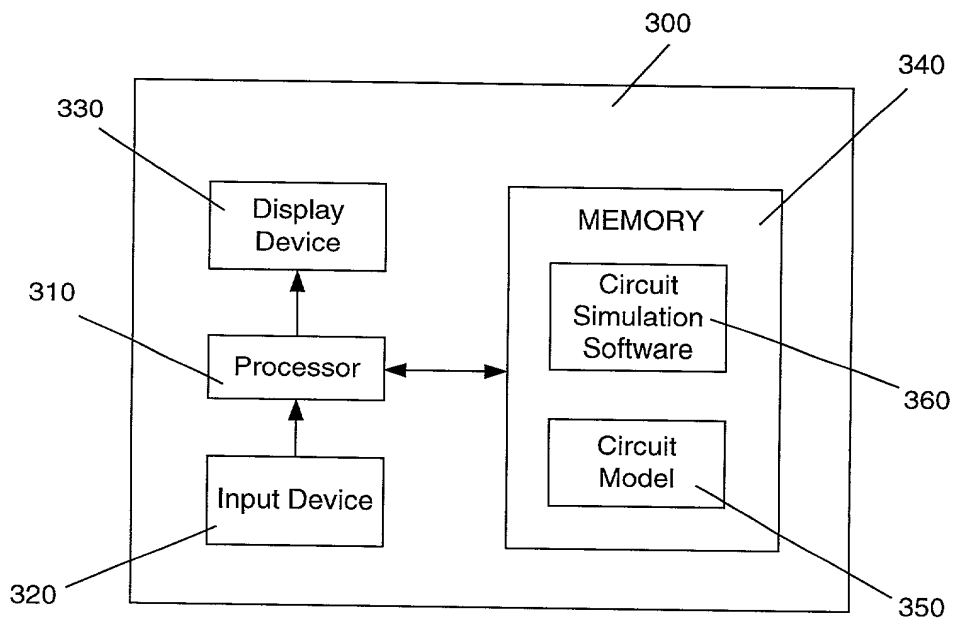 300
340
330
Display
Device
MEMORY
310
Circuit
Simulation
Software
Processor
360
Circuit
Model
Input Device
320
350